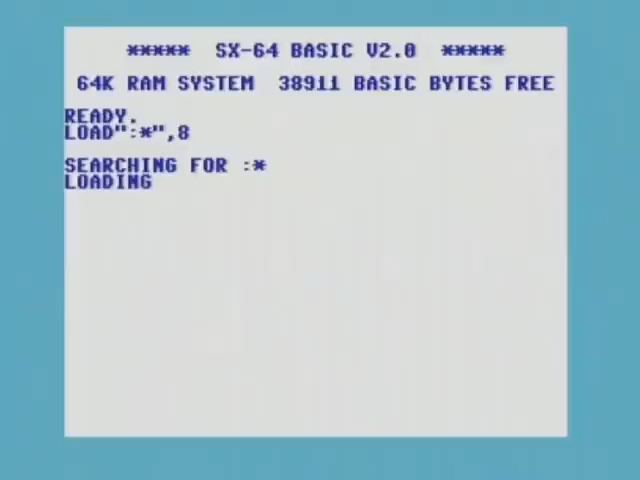 ***** SX-64 BASIC V2.0 *****
64K RAM SYSTEM 38911 BASIC BYTES FREE
READY.
LOAD":*",8
SEARCHING FOR :*
LOADING